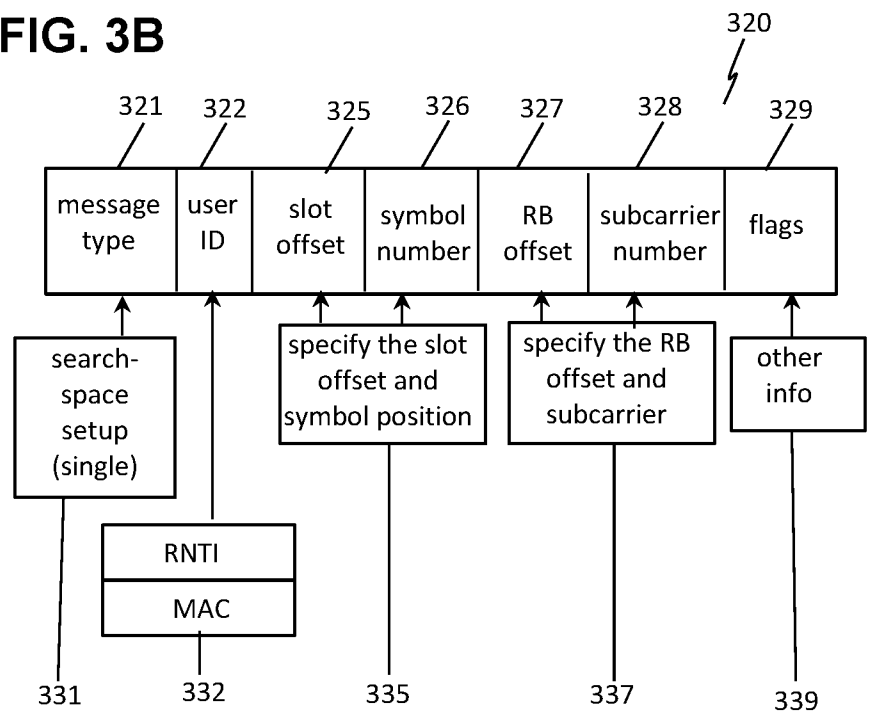 FIG. 3B
320
321
322
325
326
327
328
329
message
type
user
ID
slot
offset
symbol
number
RB
offset
subcarrier
number
flags
search-
space
setup
(single)
specify the slot
offset and
symbol position
specify the RB
offset and
subcarrier
other
info
RNTI
MAC
331
332
335
337
339